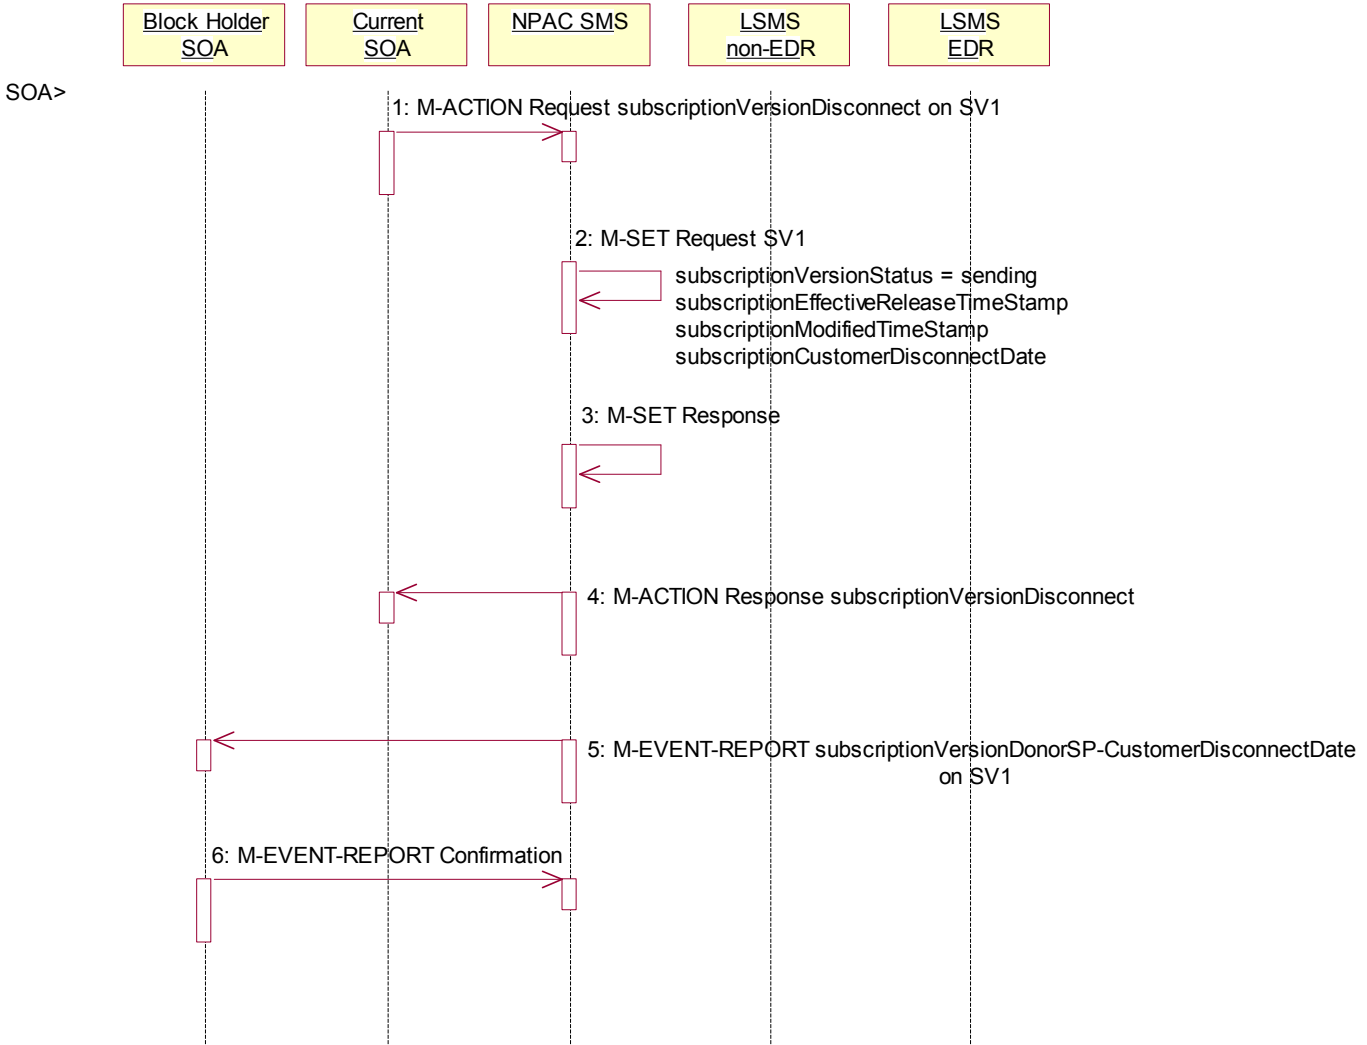 Block Holder
SOA
Current
SOA
NPAC SMS
LSMS
non-EDR
LSMS
EDR
SOA>
1: M-ACTION Request subscriptionVersionDisconnect on SV1
2: M-SET Request SV1
subscriptionVersionStatus = sending
subscriptionEffectiveReleaseTimeStamp
subscriptionModifiedTimeStamp
subscriptionCustomerDisconnectDate
3: M-SET Response
4: M-ACTION Response subscriptionVersionDisconnect
5: M-EVENT-REPORT subscriptionVersionDonorSP-CustomerDisconnectDate
on SV1
6: M-EVENT-REPORT Confirmation